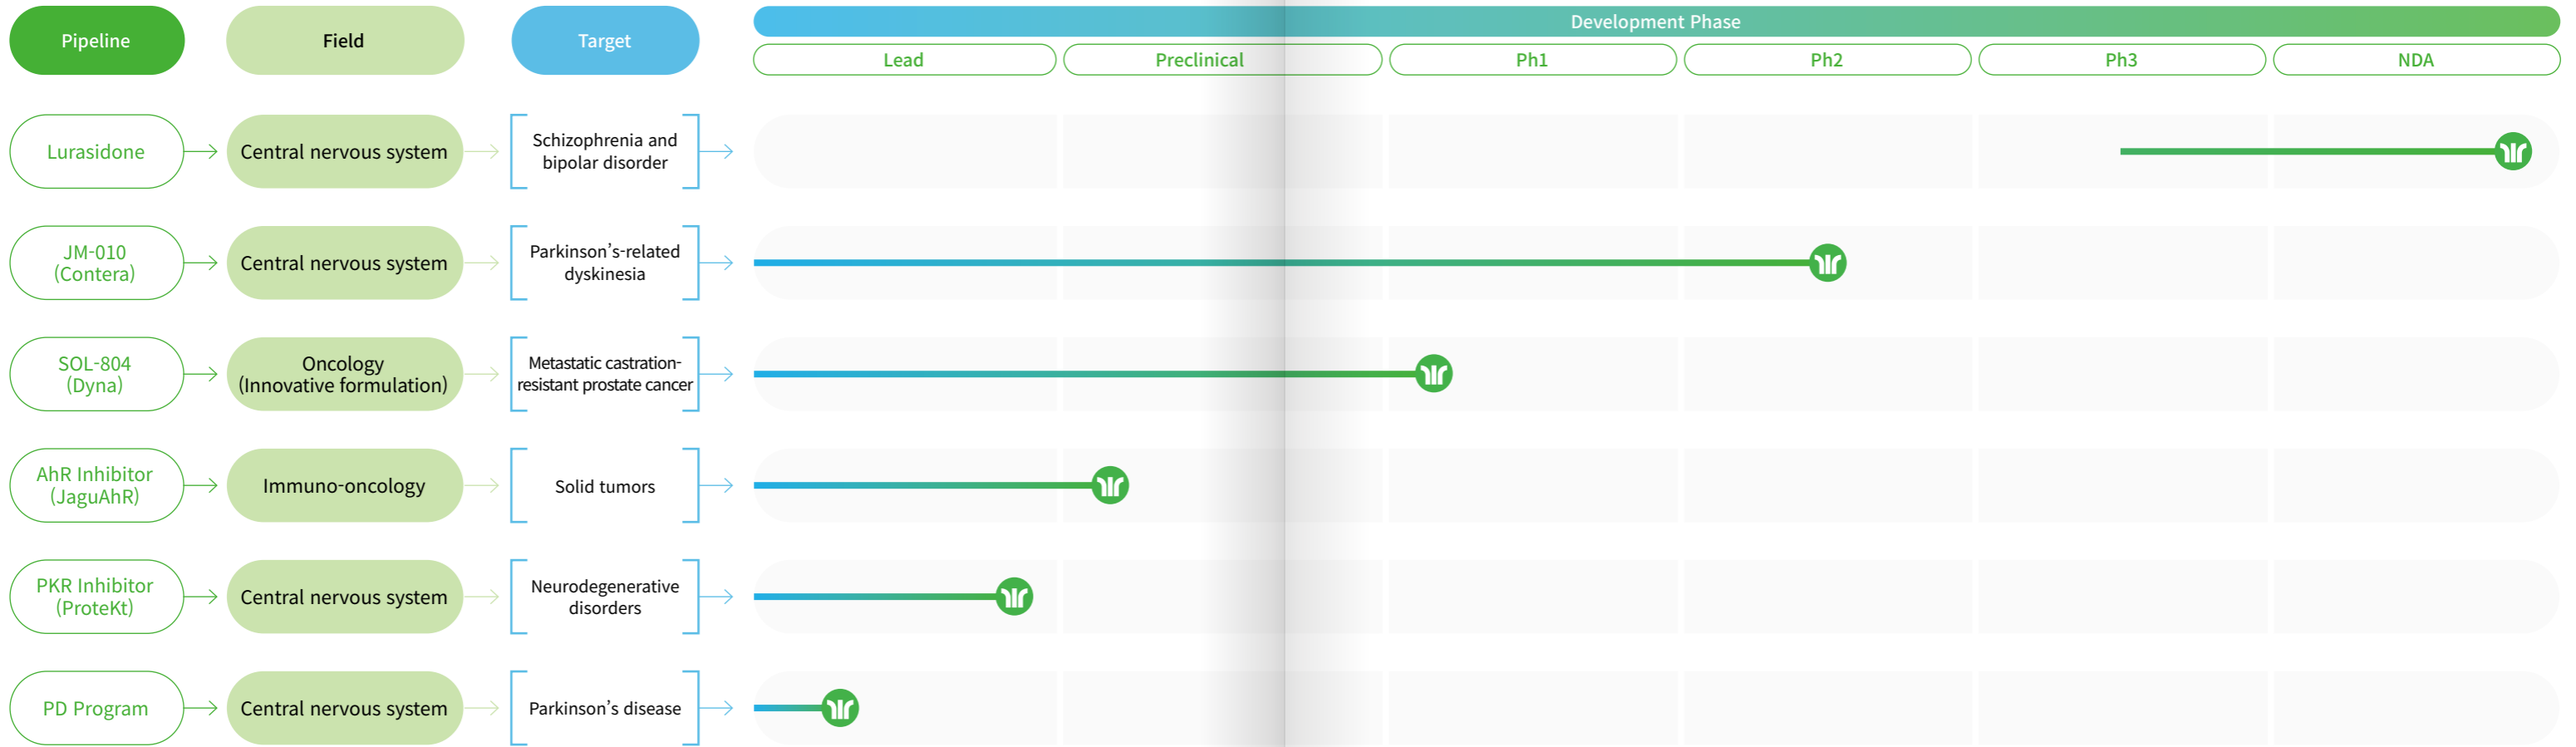 Pipeline
Field
Target
Development Phase
Lead
Preclinical
Ph1
Ph2
Ph3
NDA
Lurasidone
Central nervous system
Schizophrenia and
bipolar disorder
JM-010
(Contera)
Central nervous system
Parkinson's-related
dyskinesia
SOL-804
(Dyna)
Oncology
(Innovative formulation)
Metastatic castration-
resistant prostate cancer
AhR Inhibitor
(JaguAhR)
Immuno-oncology
Solid tumors
PKR Inhibitor
(ProteKt)
Central nervous system
Neurodegenerative
disorders
PD Program
Central nervous system
Parkinson's disease